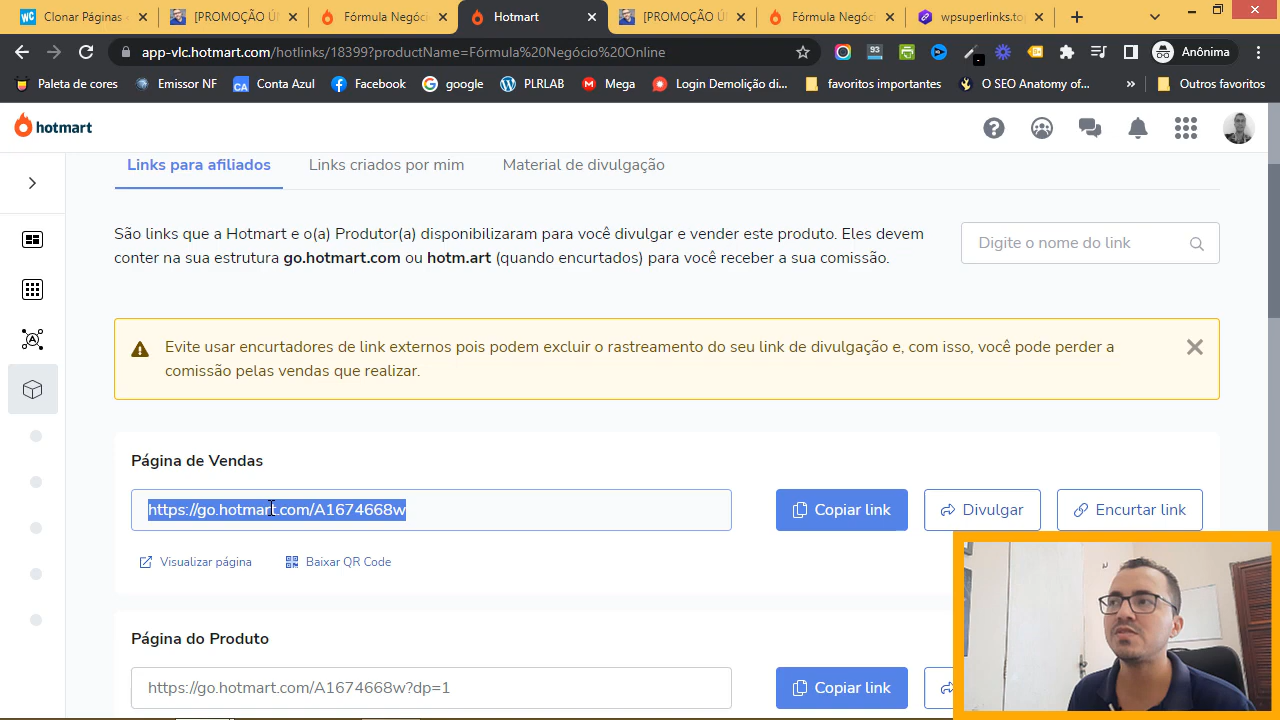 Clonar Páginas e
[PROMOÇÃO ÚN
Fórmula Negóc
Hotmart
[PROMOÇÃO ÚN
Fórmula Negóc
wpsuperlinks.to
app-vlc.hotmart.com/hotlinks/18399?productName=Fórmula%20Negócio%20Online
93
Anônima
Paleta de cores
Emissor NF
Conta Azul
Facebook
google
PLRLAB
Mega
Login Demolição di...
favoritos importantes
O SEO Anatomy of...
Outros favoritos
hotmart
Links para afiliados
Links criados por mim
Material de divulgação
São links que a Hotmart e o(a) Produtor(a) disponibilizaram para você divulgar e vender este produto. Eles devem
conter na sua estrutura go.hotmart.com ou hotm.art (quando encurtados) para você receber a sua comissão.
Digite o nome do link
Evite usar encurtadores de link externos pois podem excluir o rastreamento do seu link de divulgação e, com isso, você pode perder a
comissão pelas vendas que realizar.
Página de Vendas
https://go.hotmart.com/A1674668w
Copiar link
Divulgar
Encurtar link
Visualizar página
Baixar QR Code
Página do Produto
https://go.hotmart.com/A1674668w?dp=1
Copiar link